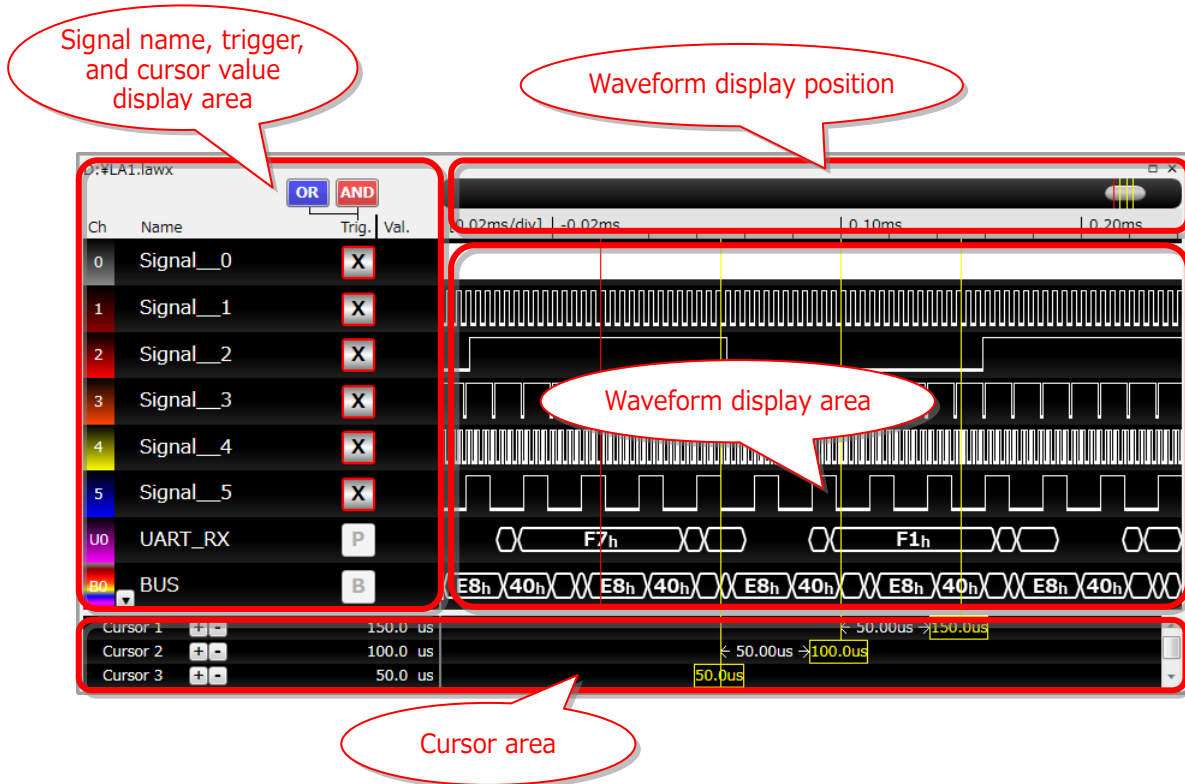 Signal name, trigger,
and cursor value
display area
Waveform display position
D:¥LA1.lawx
OR AND
Ch Name Trig. Val. [0.02ms/div] -0.02ms 0.10ms 0.20ms
0 Signal__0 X
1 Signal__1 X
2 Signal__2 X
3 Signal__3 X
Waveform display area
4 Signal__4 X
5 Signal__5 X
U0 UART_RX P F7h F1h
B0 BUS B E8h 40h E8h 40h E8h 40h E8h 40h E8h 40h
Cursor 1 + - 150.0 us 50.00us 150.0us
Cursor 2 + - 100.0 us 50.00us 100.0us
Cursor 3 + - 50.0 us 50.0us
Cursor area